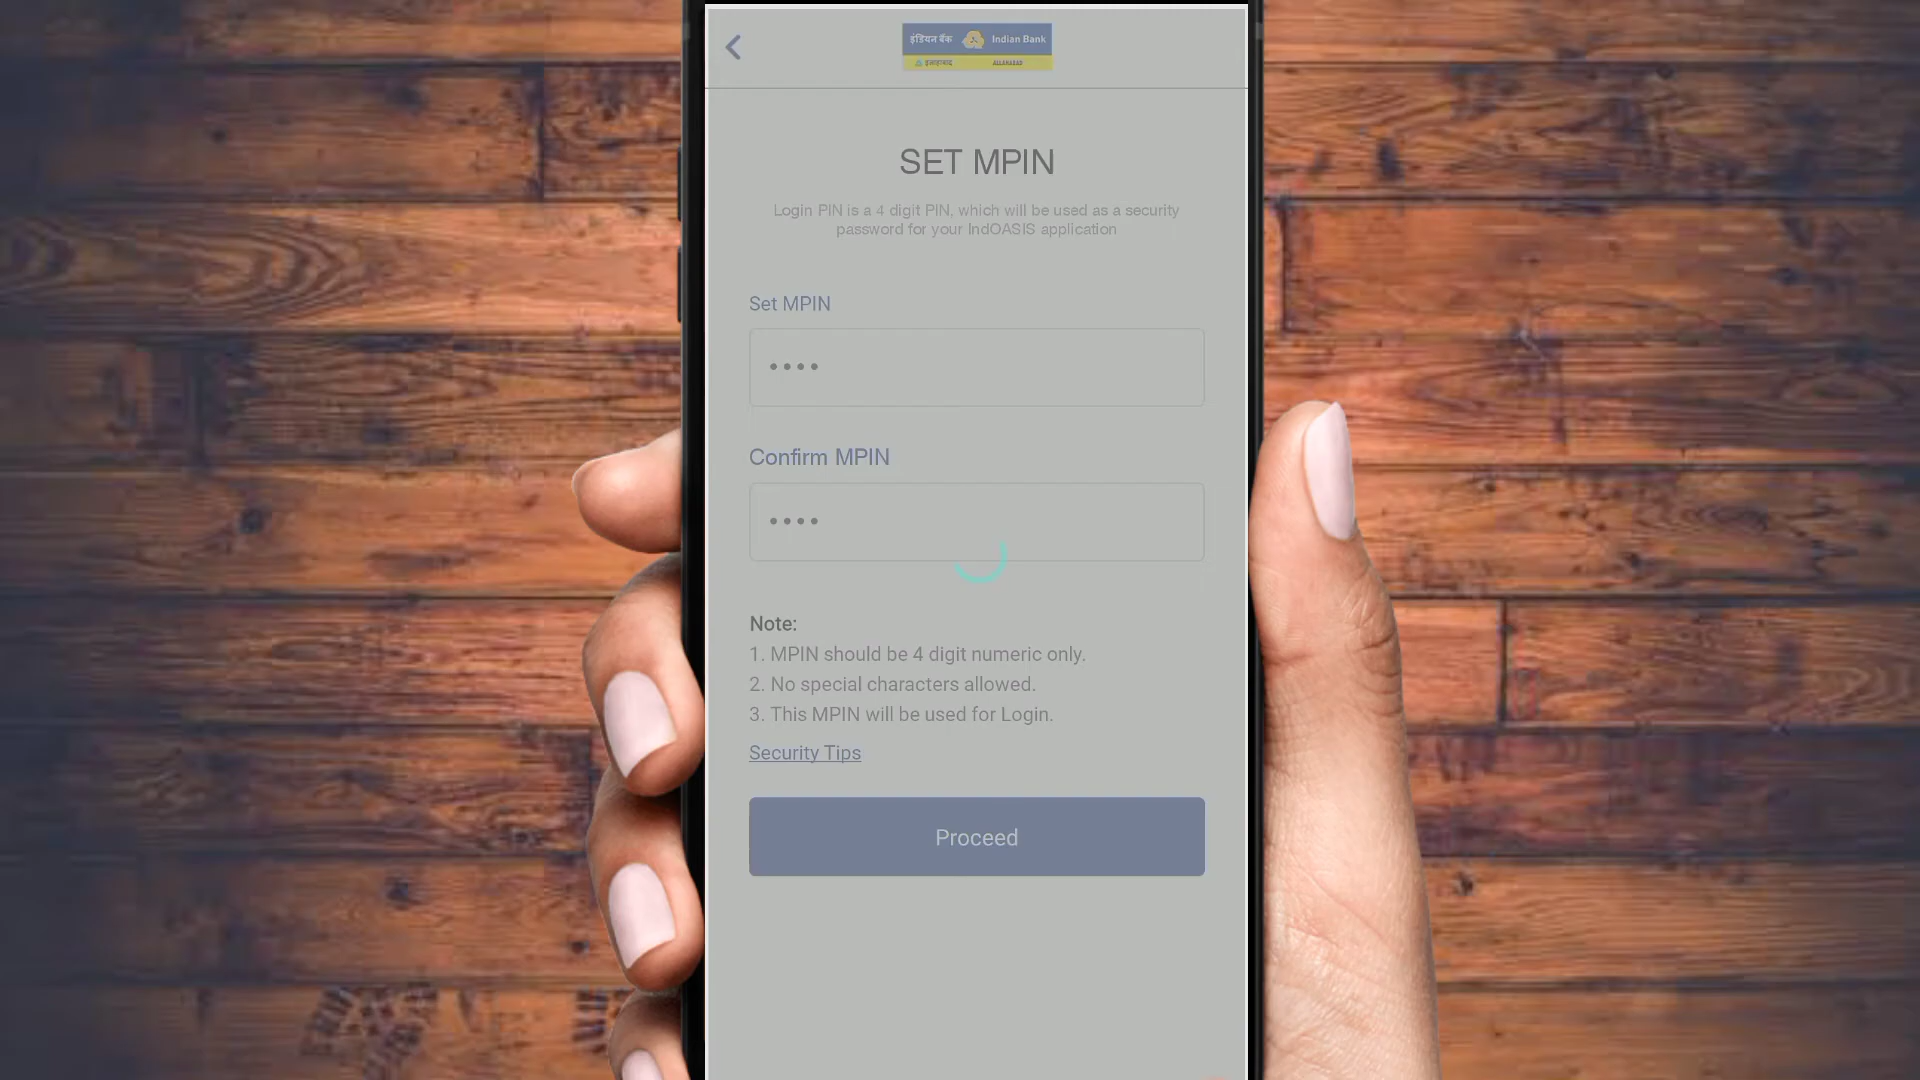 इंडियन बैंक Indian Bank
इलाहाबाद ALLAHABAD
SET MPIN
Login PIN is a 4 digit PIN, which will be used as a security
password for your IndOASIS application
Set MPIN
••••
Confirm MPIN
••••
Note:
1. MPIN should be 4 digit numeric only.
2. No special characters allowed.
3. This MPIN will be used for Login.
Security Tips
Proceed